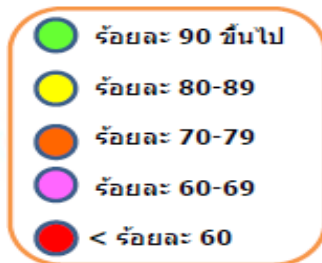 ร้อยละ 90 ขึ้นไป
ร้อยละ 80-89
ร้อยละ 70-79
ร้อยละ 60-69
< ร้อยละ 60